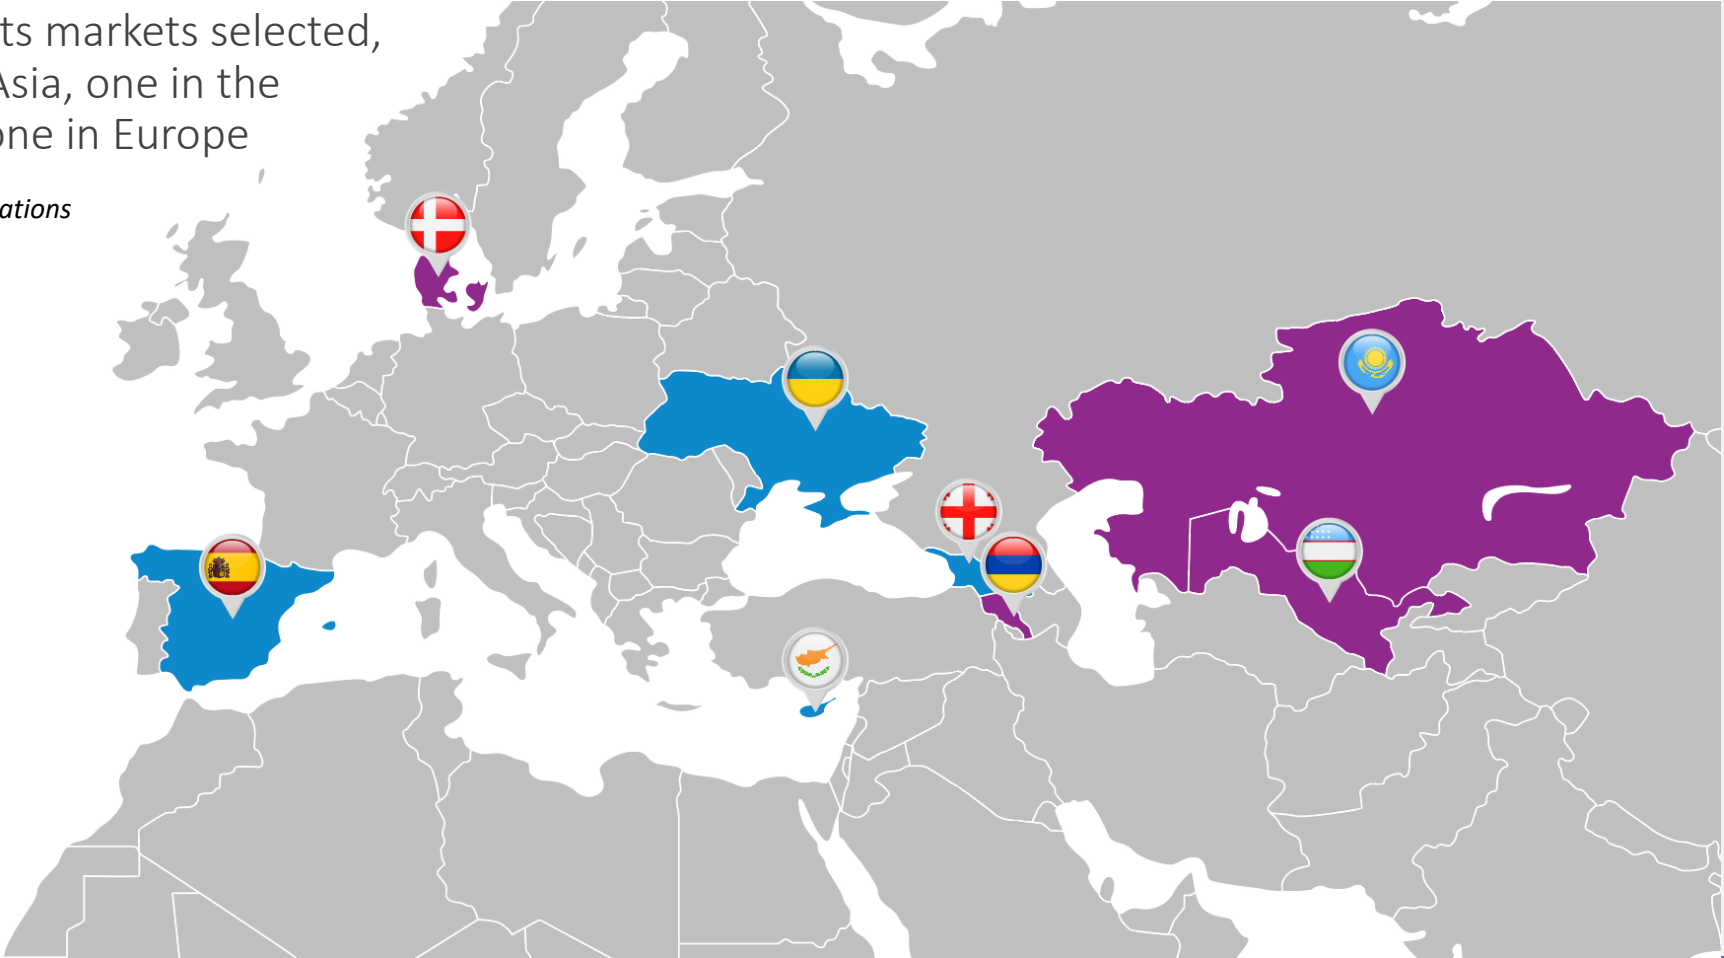 ts markets selected,
Asia, one in the
one in Europe
ations